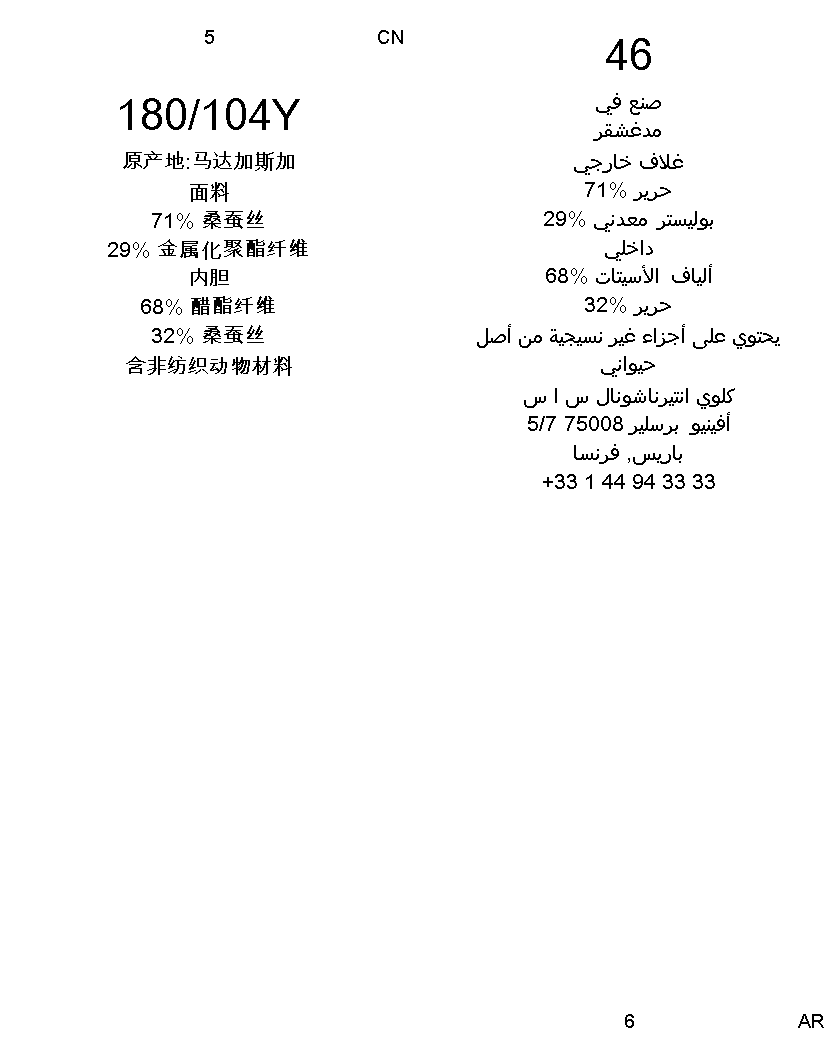 5
CN
180/104Y
原产地:马达加斯加
面料
71% 桑蚕丝
29% 金属化聚酯纤维
内胆
68% 醋酯纤维
32% 桑蚕丝
含非纺织动物材料
46
صنع في
مدغشقر
غلاف خارجي
71% حرير
29% بوليستر معدني
داخلي
68% ألياف الأسيتات
32% حرير
يحتوي على أجزاء غير نسيجية من أصل
حيواني
كلوي انتيرناشونال س ا س
5/7 أفينيو برسلير 75008
باريس, فرنسا
+33 1 44 94 33 33
6
AR